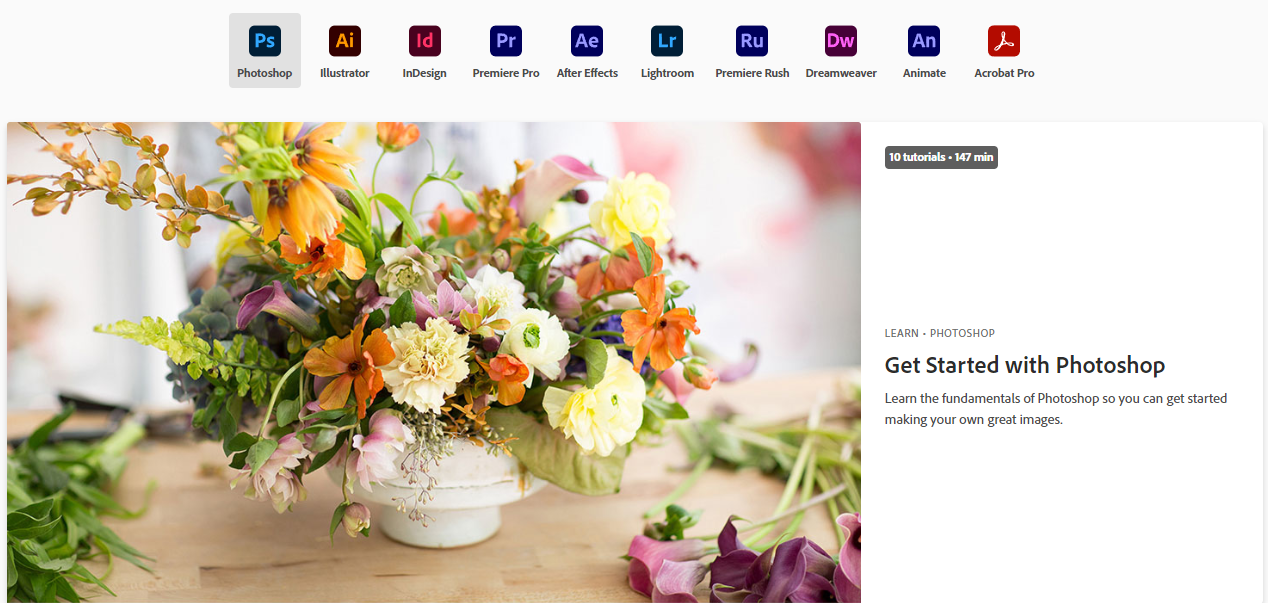 Ps Ai Id Pr Ae Lr Ru Dw An
Photoshop Illustrator InDesign Premiere Pro After Effects Lightroom Premiere Rush Dreamweaver Animate Acrobat Pro
10 tutorials • 147 min
LEARN • PHOTOSHOP
Get Started with Photoshop
Learn the fundamentals of Photoshop so you can get started
making your own great images.